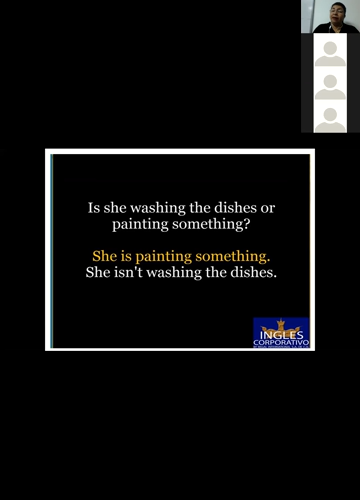 Is she washing the dishes or
painting something?
She is painting something.
She isn't washing the dishes.
INGLES
CORPORATIVO